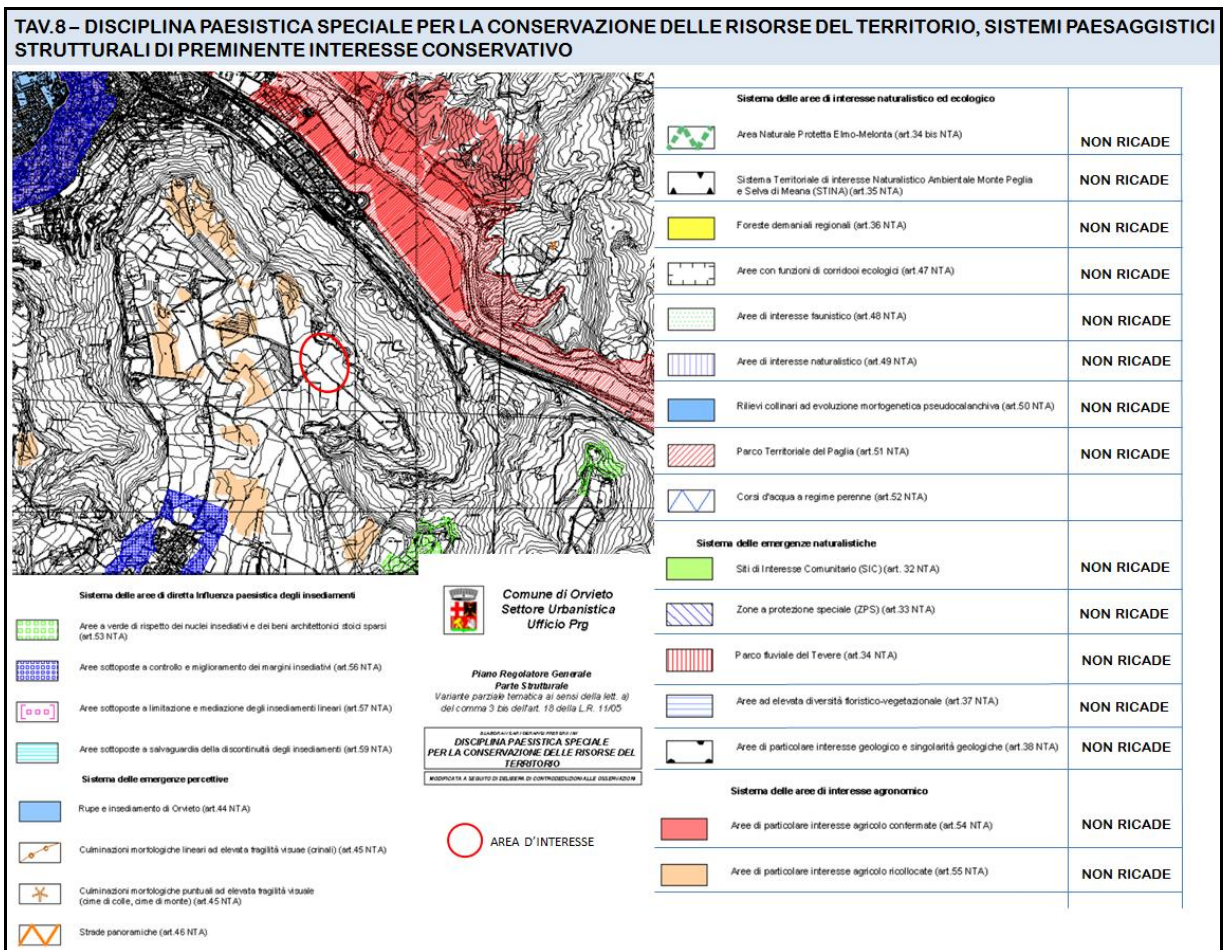 TAV.8 – DISCIPLINA PAESISTICA SPECIALE PER LA CONSERVAZIONE DELLE RISORSE DEL TERRITORIO, SISTEMI PAESAGGISTICI
STRUTTURALI DI PREMINENTE INTERESSE CONSERVATIVO
Sistema delle aree di interesse naturalistico ed ecologico
Area Naturale Protetta Elmo-Melonta (art.34 bis NTA)
NON RICADE
Sistema Territoriale di interesse Naturalistico Ambientale Monte Peglia
e Selva di Meana (STINA) (art.35 NTA)
NON RICADE
Foreste demaniali regionali (art.36 NTA)
NON RICADE
Aree con funzioni di corridoi ecologici (art.47 NTA)
NON RICADE
Aree di interesse faunistico (art.48 NTA)
NON RICADE
Aree di interesse naturalistico (art.49 NTA)
NON RICADE
Rilievi collinari ad evoluzione morfogenetica pseudocalanchiva (art.50 NTA)
NON RICADE
Parco Territoriale del Paglia (art.51 NTA)
NON RICADE
Corsi d'acqua a regime perenne (art.52 NTA)
Sistema delle emergenze naturalistiche
Siti di Interesse Comunitario (SIC) (art. 32 NTA)
NON RICADE
Zone a protezione speciale (ZPS) (art.33 NTA)
NON RICADE
Parco fluviale del Tevere (art.34 NTA)
NON RICADE
Aree ad elevata diversità floristico-vegetazionale (art.37 NTA)
NON RICADE
Aree di particolare interesse geologico e singolarità geologiche (art.38 NTA)
NON RICADE
Sistema delle aree di interesse agronomico
Aree di particolare interesse agricolo confermate (art.54 NTA)
NON RICADE
Aree di particolare interesse agricolo ricollocate (art.55 NTA)
NON RICADE
Sistema delle aree di diretta Influenza paesistica degli insediamenti
Aree a verde di rispetto dei nuclei insediativi e dei beni architettonici stoici sparsi
(art.53 NTA)
Aree sottoposte a controllo e miglioramento dei margini insediativi (art.56 NTA)
Aree sottoposte a limitazione e mediazione degli insediamenti lineari (art.57 NTA)
Aree sottoposte a salvaguardia della discontinuità degli insediamenti (art.59 NTA)
Sistema delle emergenze percettive
Rupe e insediamento di Orvieto (art.44 NTA)
Culminazioni morfologiche lineari ad elevata fragilità visuae (crinali) (art.45 NTA)
Culminazioni morfologiche puntuali ad elevata fragilità visuale
(cime di colle, cime di monte) (art.45 NTA)
Strade panoramiche (art.46 NTA)
Comune di Orvieto
Settore Urbanistica
Ufficio Prg
Piano Regolatore Generale
Parte Strutturale
Variante parziale tematica ai sensi della lett. a)
del comma 3 bis dell'art. 18 della L.R. 11/05
DISCIPLINA PAESISTICA SPECIALE
PER LA CONSERVAZIONE DELLE RISORSE DEL
TERRITORIO
MODIFICATA A SEGUITO DI DELIBERA DI CONTRODEDUZIONI ALLE OSSERVAZIONI
AREA D'INTERESSE